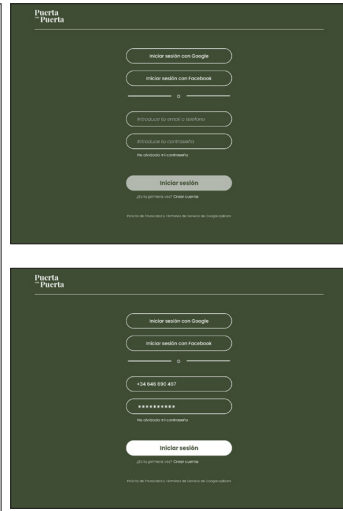 Puerta
Puerta
Iniciar sesión con Google
Iniciar sesión con Facebook
o
Introduce tu email o teléfono
Introduce tu contraseña
He olvidado mi contraseña
Iniciar sesión
¿Es tu primera vez? Crear cuenta
Puerta
Puerta
Iniciar sesión con Google
Iniciar sesión con Facebook
o
+34 646 890 467
**********
He olvidado mi contraseña
Iniciar sesión
¿Es tu primera vez? Crear cuenta